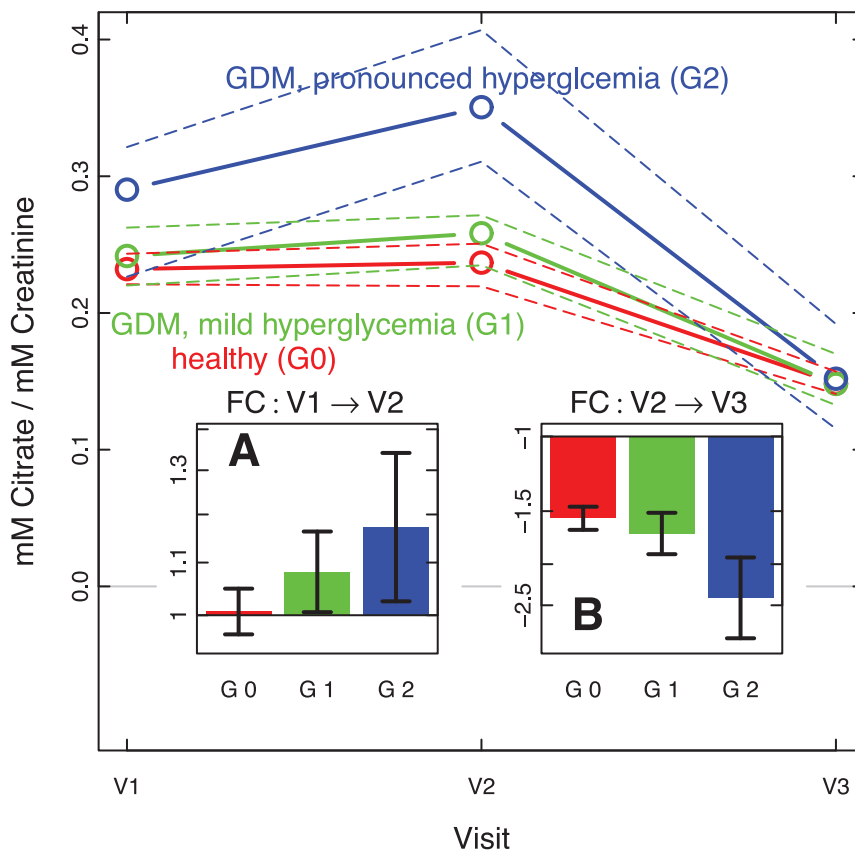 GDM, pronounced hyperglcemia (G2)
GDM, mild hyperglycemia (G1)
healthy (G0)
mM Citrate / mM Creatinine
0.4
0.3
0.2
0.1
0.0
FC : V1 → V2
A
1.3
1.1
1
G 0 G 1 G 2
FC : V2 → V3
B
−1
−1.5
−2.5
G 0 G 1 G 2
V1 V2 V3
Visit